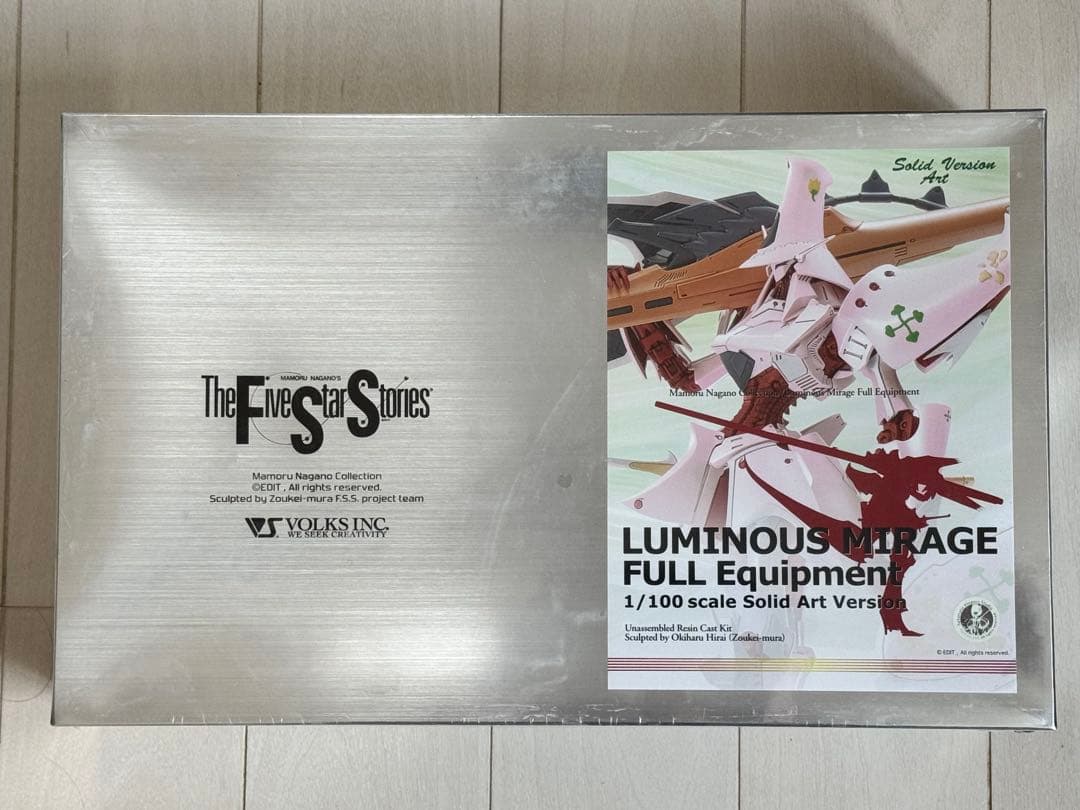 MAMORU NAGANO'S
The Five Star Stories
Mamoru Nagano Collection
©EDIT , All rights reserved.
Sculpted by Zoukei-mura F.S.S. project team
VS. VOLKS INC.
WE SEEK CREATIVITY
Solid Version
Art
Mamoru Nagano Luminous Mirage Full Equipment
LUMINOUS MIRAGE
FULL Equipment
1/100 scale Solid Art Version
Unassembled Resin Cast Kit
Sculpted by Okiharu Hirai (Zoukei-mura)
© EDIT , All rights reserved.